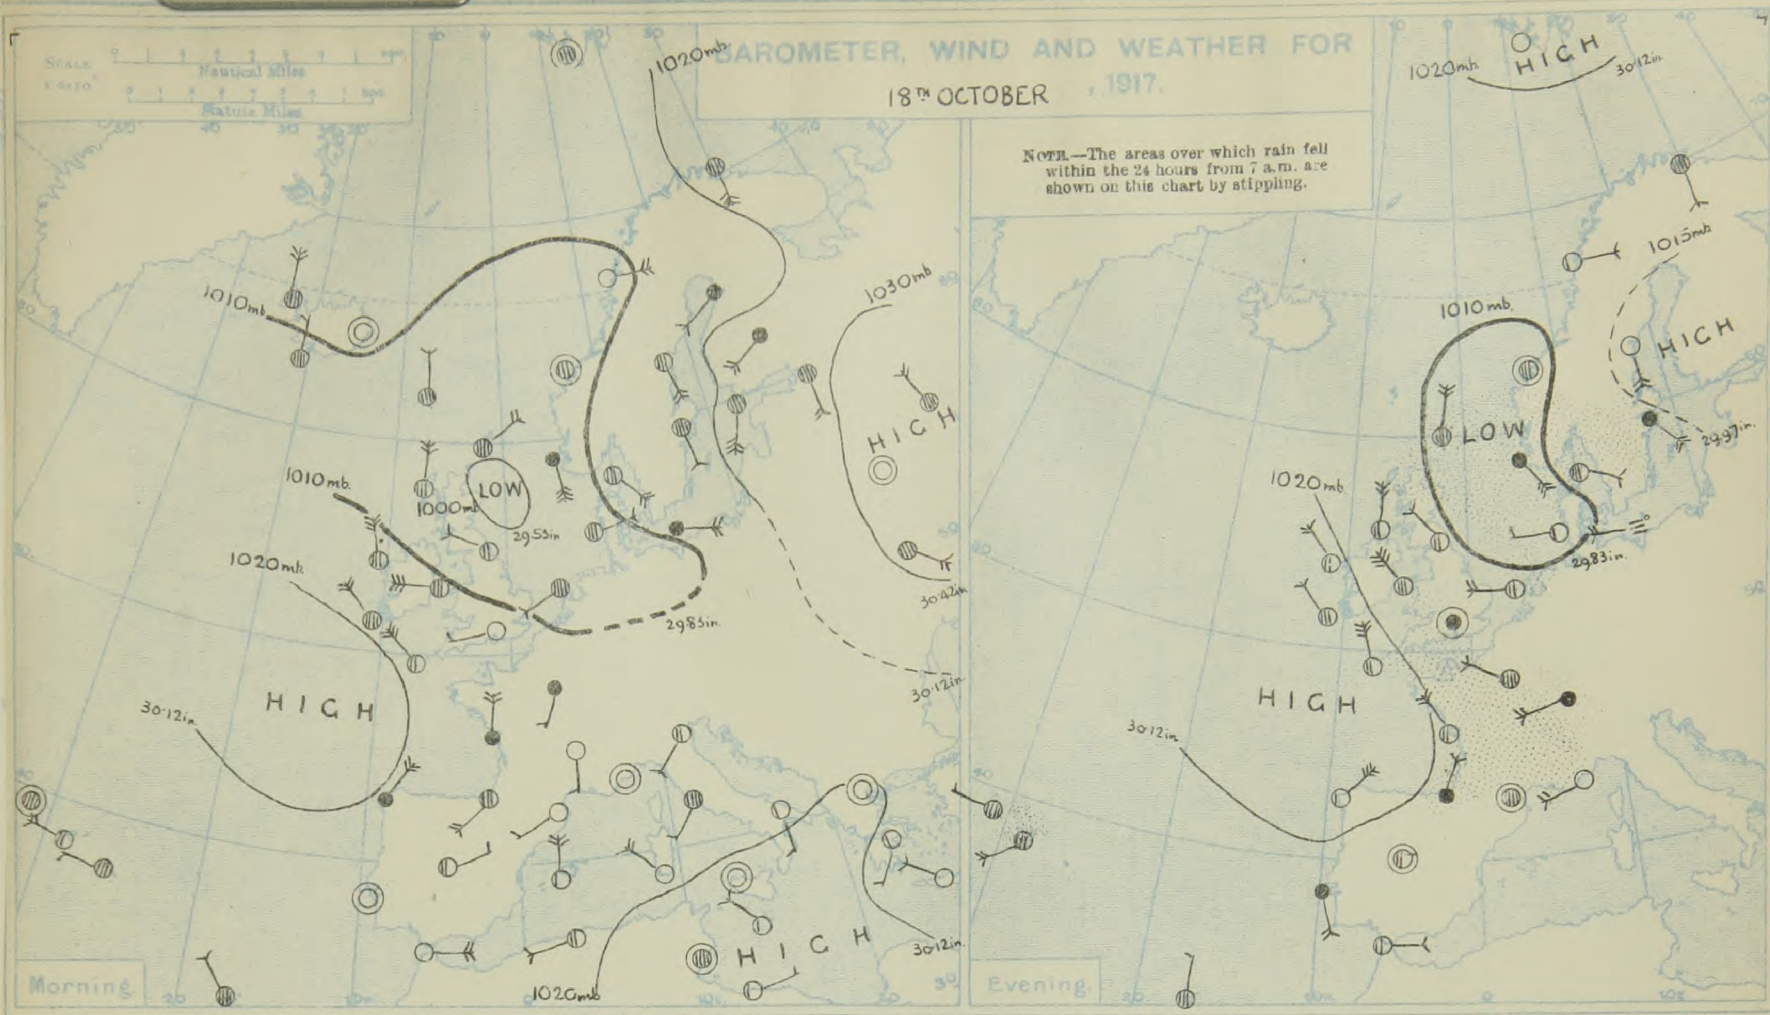 SCALE
Nautical Miles
Statute Miles
BAROMETER, WIND AND WEATHER FOR
18TH OCTOBER , 1917.
NOTE.—The areas over which rain fell
within the 24 hours from 7 a.m. are
shown on this chart by stippling.
1020mb.
1010mb.
1030mb
HIGH
1010mb.
LOW
1000mb
29.53in
1020mb.
30.42in
29.83in.
30.12in.
HIGH
30.12in.
HIGH
30.12in.
1020mb
Morning.
1020mb.
HIGH
30.12in.
1015mb
1010mb.
HIGH
LOW
29.97in.
1020mb.
29.83in.
HIGH
30.12in.
Evening.